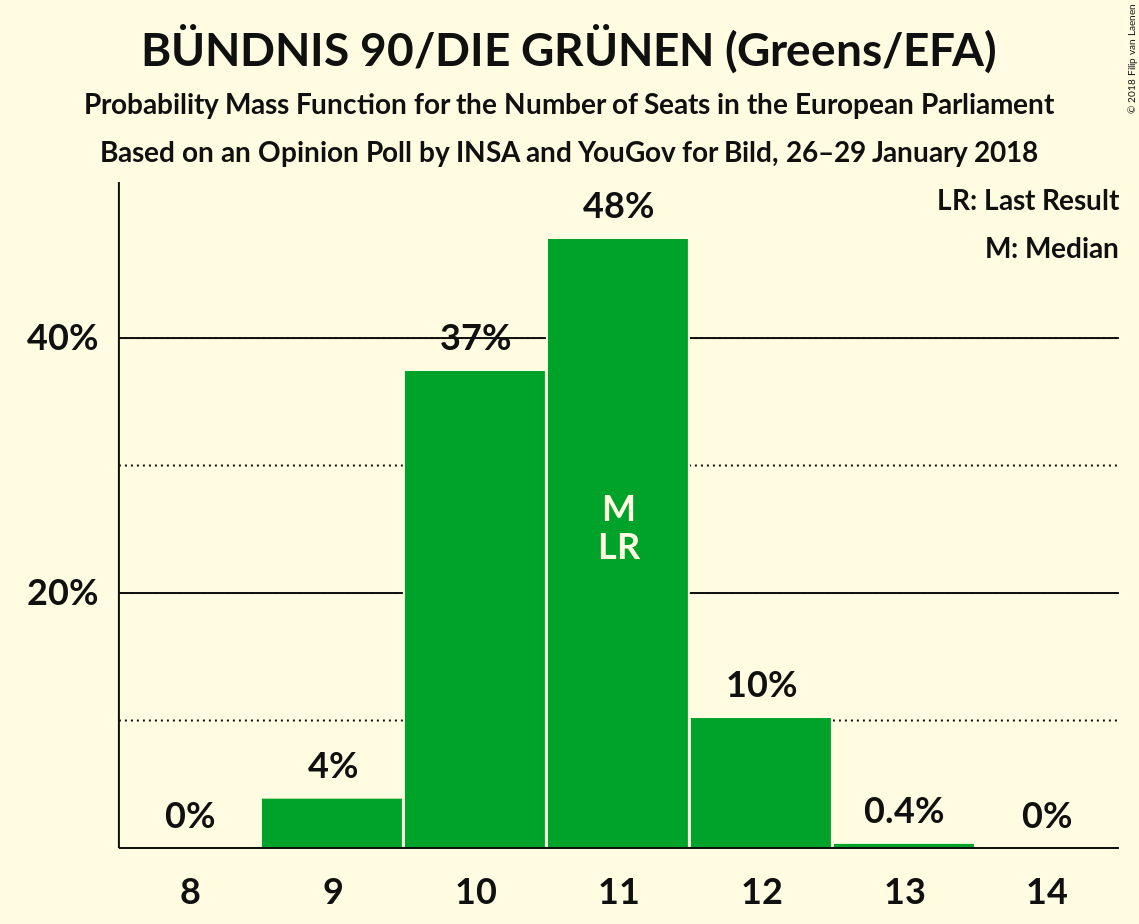 BÜNDNIS 90/DIE GRÜNEN (Greens/EFA)
Probability Mass Function for the Number of Seats in the European Parliament
Based on an Opinion Poll by INSA and YouGov for Bild, 26–29 January 2018
© 2018 Filip van Laenen
LR: Last Result
M: Median
48%
40%
37%
M
LR
20%
10%
4%
0%
0.4%
0%
8 9 10 11 12 13 14